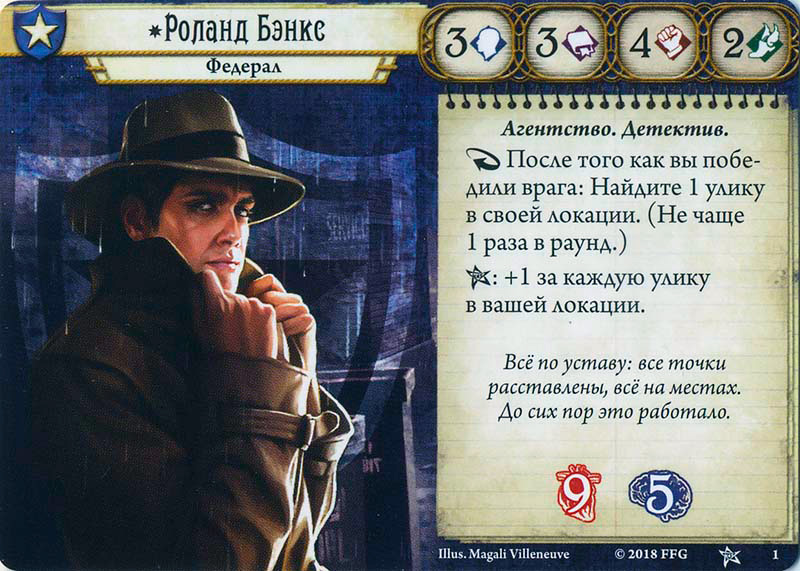 Роланд Бэнкс
Федерал
3 3 4 2
Агентство. Детектив.
После того как вы побе-
дили врага: Найдите 1 улику
в своей локации. (Не чаще
1 раза в раунд.)
: +1 за каждую улику
в вашей локации.
Всё по уставу: все точки
расставлены, всё на местах.
До сих пор это работало.
9 5
Illus. Magali Villeneuve © 2018 FFG 1